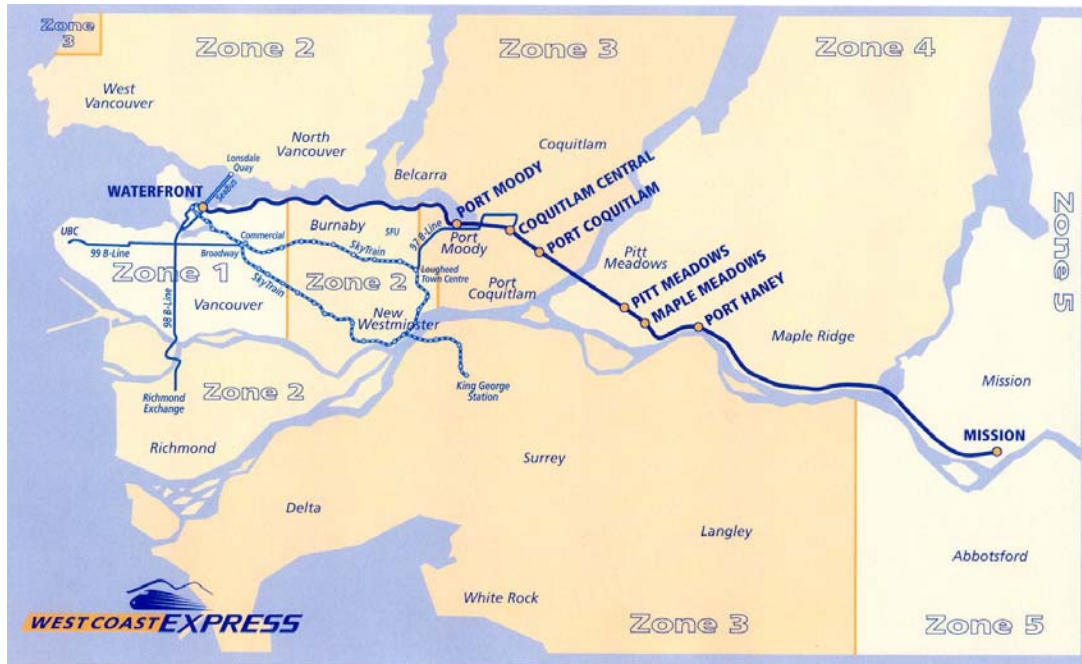 Zone
3
Zone 2
Zone 3
Zone 4
West
Vancouver
North
Vancouver
Lonsdale
Quay
SeaBus
WATERFRONT
Belcarra
Coquitlam
PORT MOODY
COQUITLAM CENTRAL
PORT COQUITLAM
Zone 5
UBC
99 B-Line
Commercial
Broadway
Burnaby
SFU
SkyTrain
97 B-Line
Port
Moody
Lougheed
Town Centre
Pitt
Meadows
PITT MEADOWS
MAPLE MEADOWS
PORT HANEY
Zone 1
Vancouver
98 B-Line
SkyTrain
Zone 2
New
Westminster
Port
Coquitlam
Maple Ridge
Zone 2
Richmond
Exchange
Richmond
King George
Station
Mission
MISSION
Surrey
Delta
Langley
Abbotsford
White Rock
Zone 3
Zone 5
WEST COAST EXPRESS